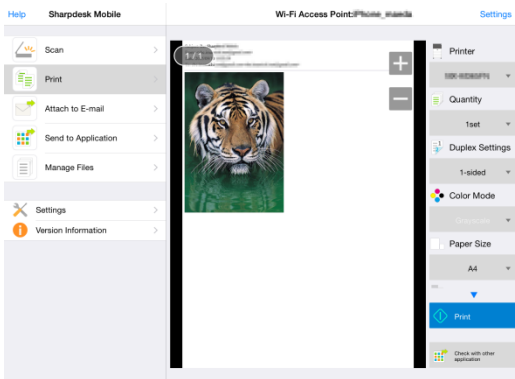 Help
Sharpdesk Mobile
Wi-Fi Access Point:
Settings
Scan
Print
Attach to E-mail
Send to Application
Manage Files
Settings
Version Information
1/1
Printer
Quantity
1set
Duplex Settings
1-sided
Color Mode
Grayscale
Paper Size
A4
Print
Check with other
application